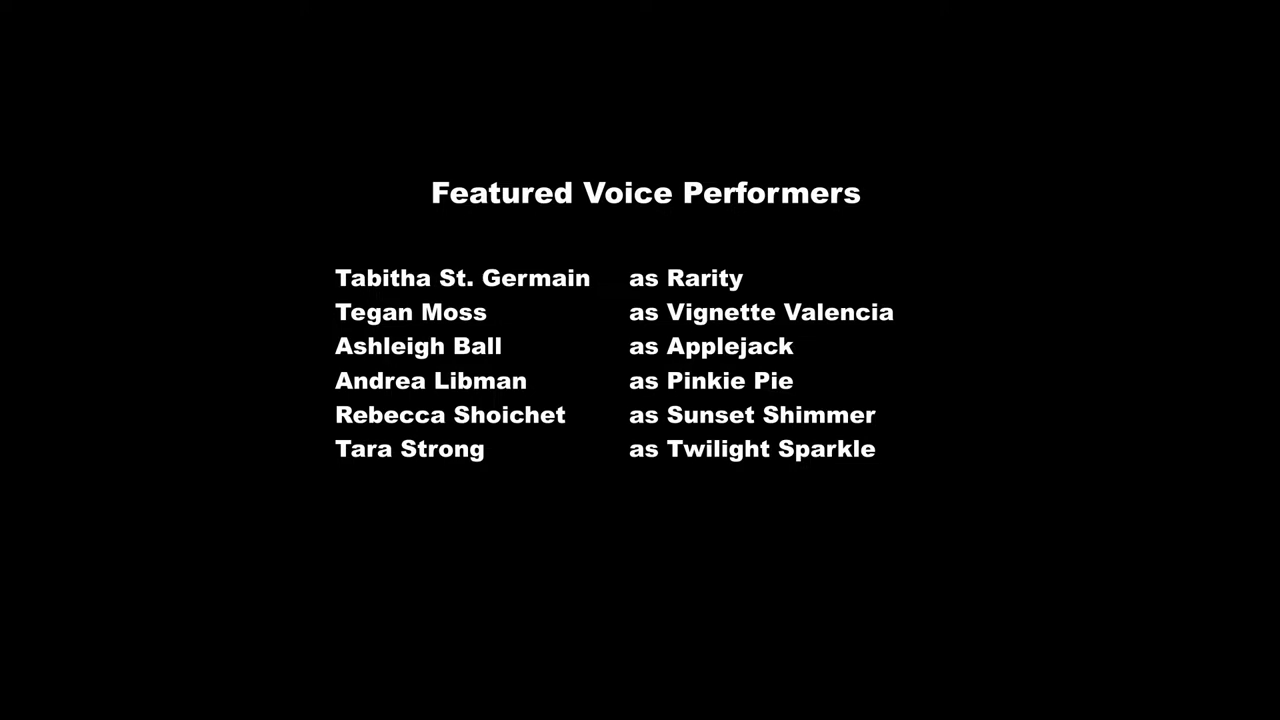 Featured Voice Performers
Tabitha St. Germain as Rarity
Tegan Moss as Vignette Valencia
Ashleigh Ball as Applejack
Andrea Libman as Pinkie Pie
Rebecca Shoichet as Sunset Shimmer
Tara Strong as Twilight Sparkle